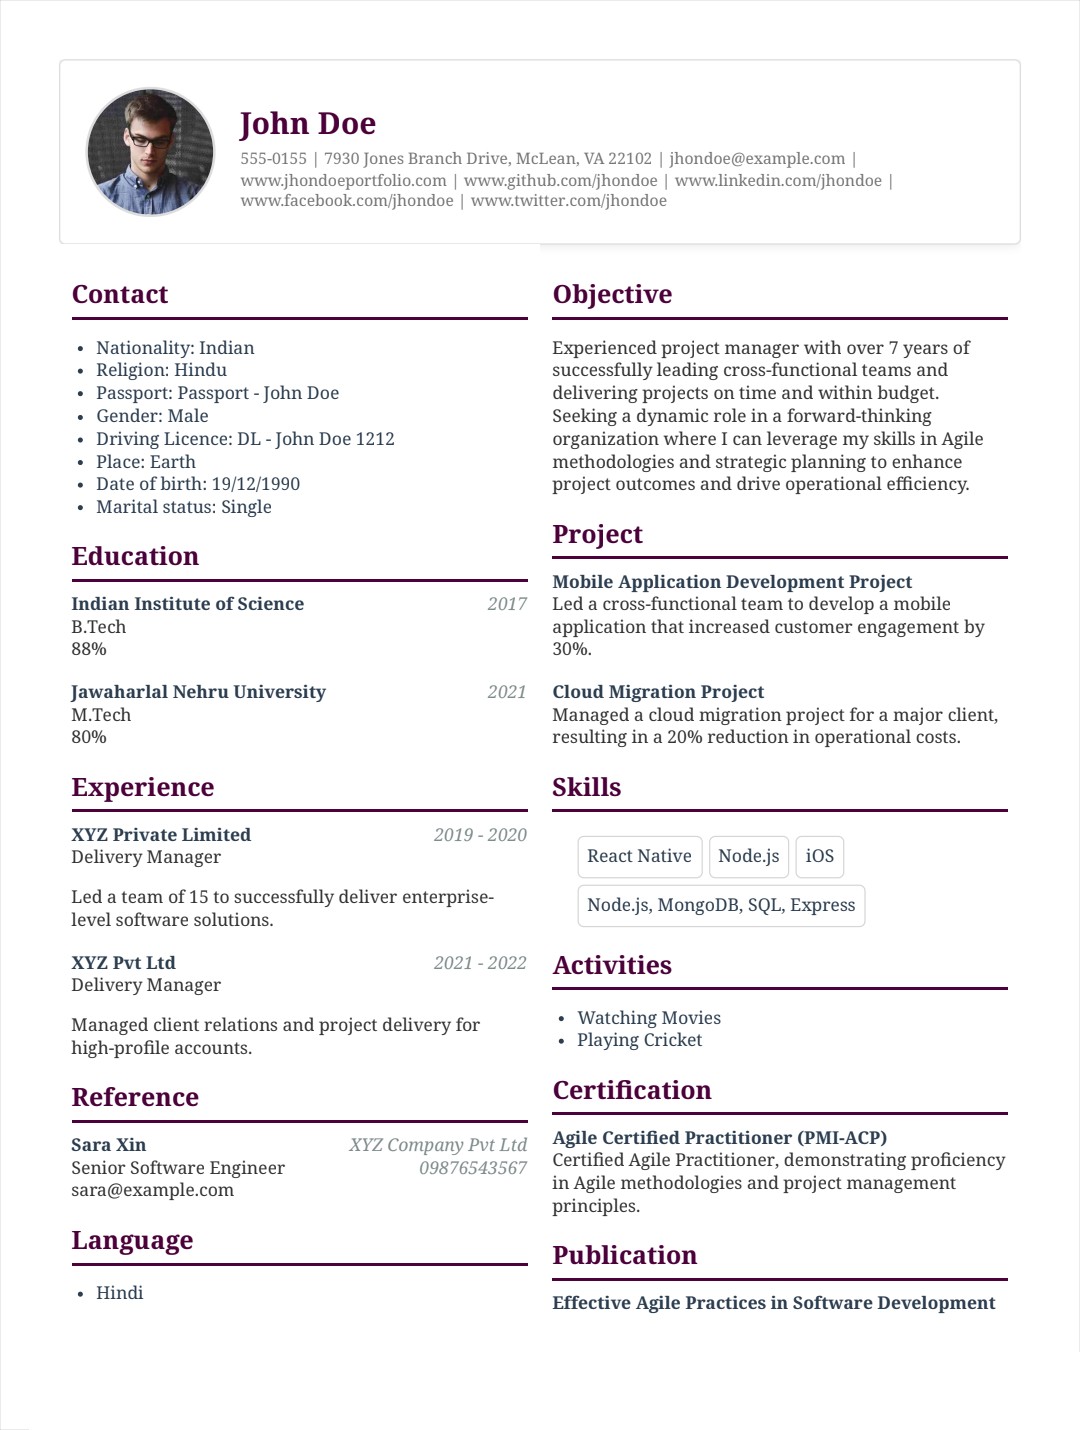 John Doe
555-0155 | 7930 Jones Branch Drive, McLean, VA 22102 | jhondoe@example.com |
www.jhondoeportfolio.com | www.github.com/jhondoe | www.linkedin.com/jhondoe |
www.facebook.com/jhondoe | www.twitter.com/jhondoe
Contact
• Nationality: Indian
• Religion: Hindu
• Passport: Passport - John Doe
• Gender: Male
• Driving Licence: DL - John Doe 1212
• Place: Earth
• Date of birth: 19/12/1990
• Marital status: Single
Education
Indian Institute of Science 2017
B.Tech
88%
Jawaharlal Nehru University 2021
M.Tech
80%
Experience
XYZ Private Limited 2019 - 2020
Delivery Manager
Led a team of 15 to successfully deliver enterprise-
level software solutions.
XYZ Pvt Ltd 2021 - 2022
Delivery Manager
Managed client relations and project delivery for
high-profile accounts.
Reference
Sara Xin XYZ Company Pvt Ltd
Senior Software Engineer 09876543567
sara@example.com
Language
• Hindi
Objective
Experienced project manager with over 7 years of
successfully leading cross-functional teams and
delivering projects on time and within budget.
Seeking a dynamic role in a forward-thinking
organization where I can leverage my skills in Agile
methodologies and strategic planning to enhance
project outcomes and drive operational efficiency.
Project
Mobile Application Development Project
Led a cross-functional team to develop a mobile
application that increased customer engagement by
30%.
Cloud Migration Project
Managed a cloud migration project for a major client,
resulting in a 20% reduction in operational costs.
Skills
React Native Node.js iOS
Node.js, MongoDB, SQL, Express
Activities
• Watching Movies
• Playing Cricket
Certification
Agile Certified Practitioner (PMI-ACP)
Certified Agile Practitioner, demonstrating proficiency
in Agile methodologies and project management
principles.
Publication
Effective Agile Practices in Software Development